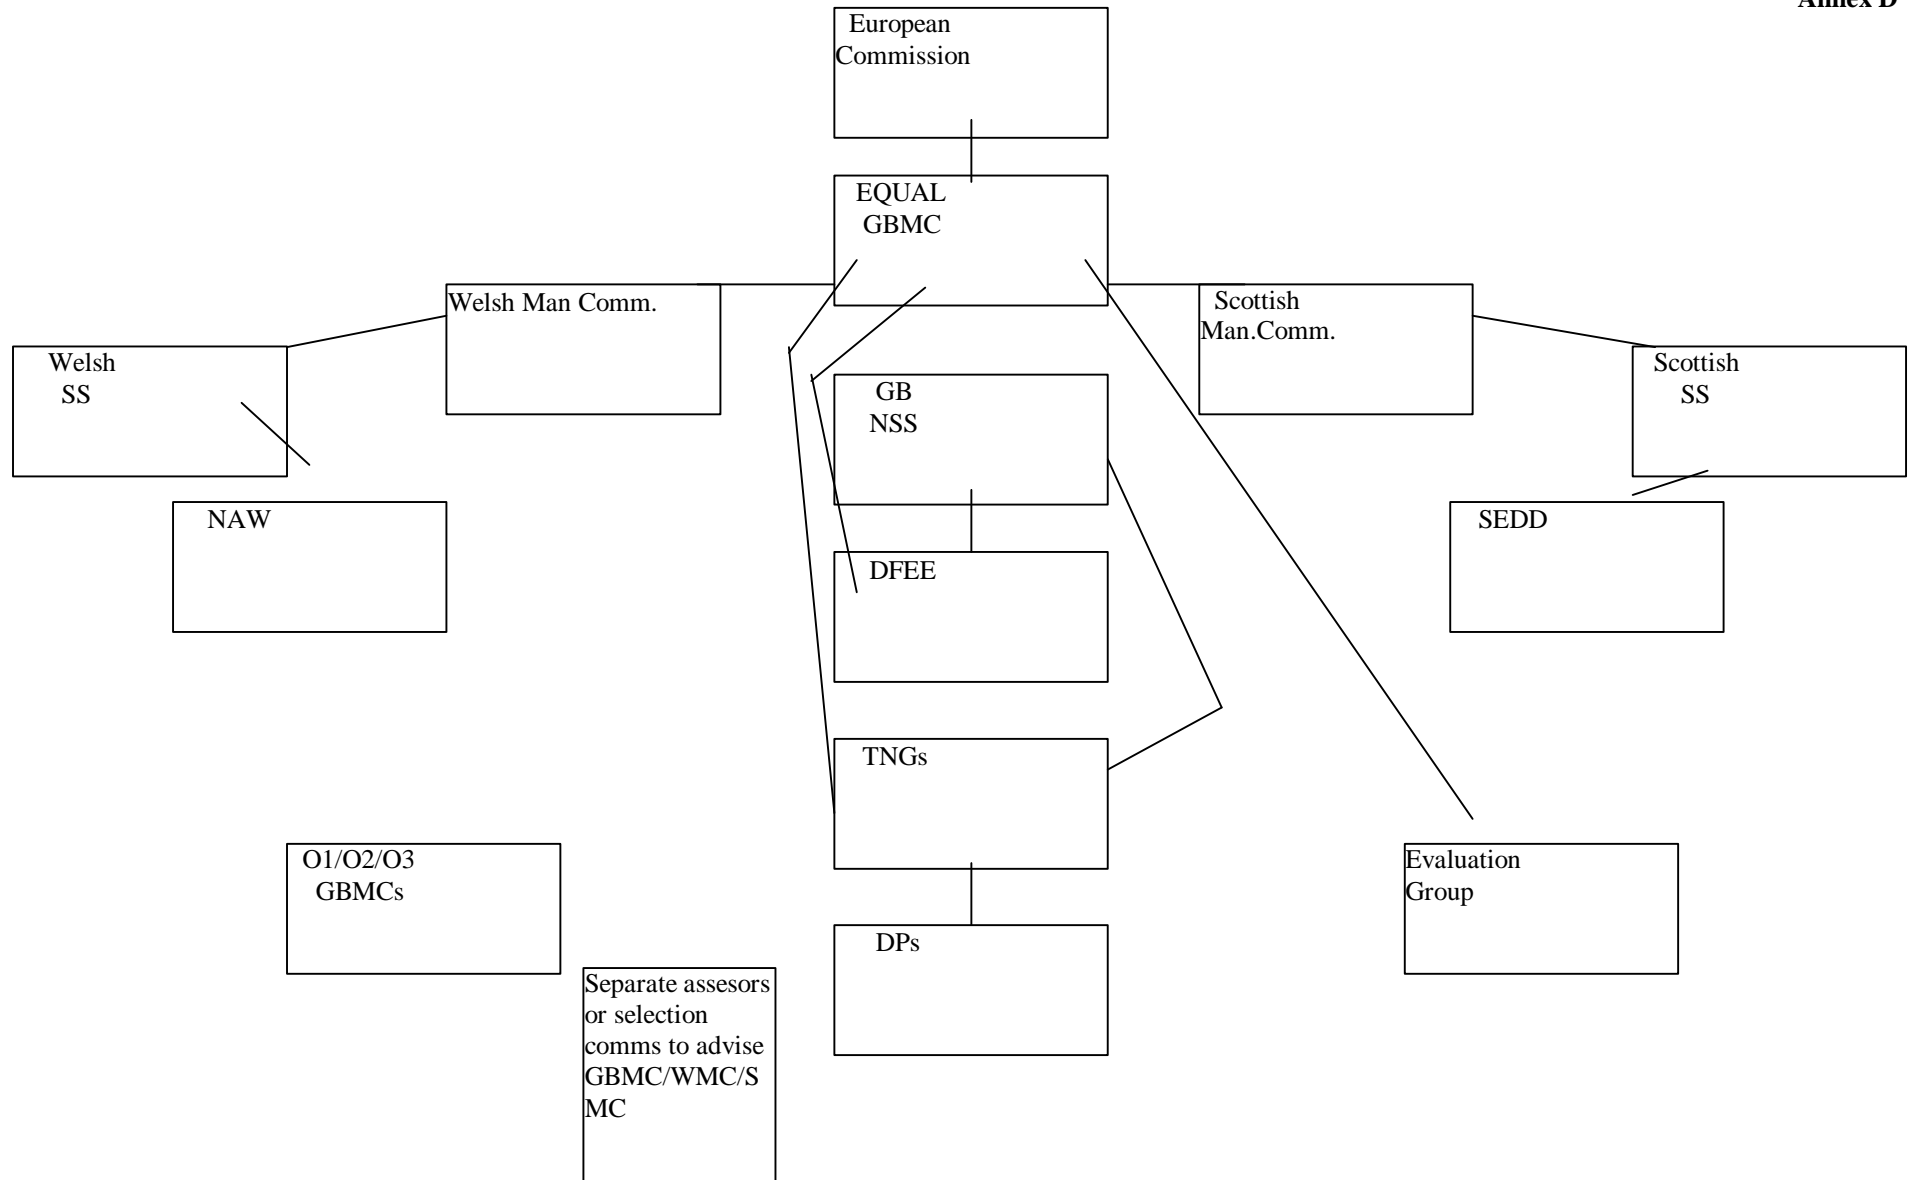 Annex D
European
Commission
EQUAL
GBMC
Welsh Man Comm.
Scottish
Man.Comm.
Welsh
SS
GB
NSS
Scottish
SS
NAW
DFEE
SEDD
TNGs
O1/O2/O3
GBMCs
Evaluation
Group
DPs
Separate assesors
or selection
comms to advise
GBMC/WMC/S
MC